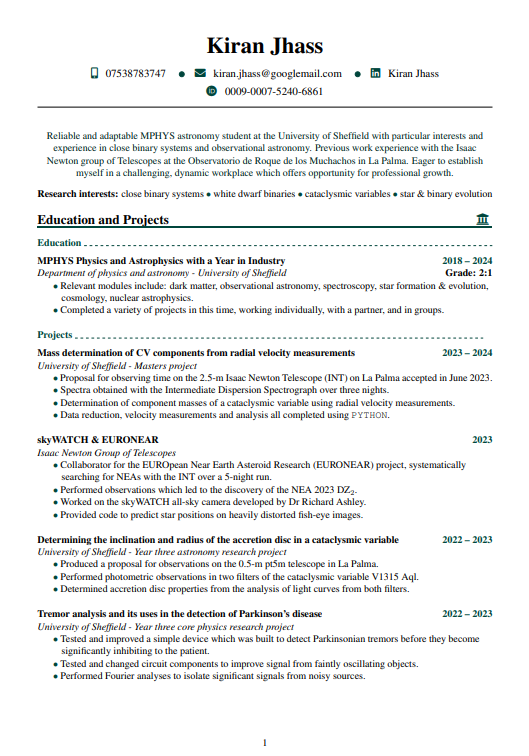 Kiran Jhass
07538783747 ● kiran.jhass@googlemail.com ● Kiran Jhass
0009-0007-5240-6861
Reliable and adaptable MPHYS astronomy student at the University of Sheffield with particular interests and
experience in close binary systems and observational astronomy. Previous work experience with the Isaac
Newton group of Telescopes at the Observatorio de Roque de los Muchachos in La Palma. Eager to establish
myself in a challenging, dynamic workplace which offers opportunity for professional growth.
Research interests: close binary systems ● white dwarf binaries ● cataclysmic variables ● star & binary evolution
Education and Projects
Education
MPHYS Physics and Astrophysics with a Year in Industry 2018 – 2024
Department of physics and astronomy - University of Sheffield Grade: 2:1
● Relevant modules include: dark matter, observational astronomy, spectroscopy, star formation & evolution,
cosmology, nuclear astrophysics.
● Completed a variety of projects in this time, working individually, with a partner, and in groups.
Projects
Mass determination of CV components from radial velocity measurements 2023 – 2024
University of Sheffield - Masters project
● Proposal for observing time on the 2.5-m Isaac Newton Telescope (INT) on La Palma accepted in June 2023.
● Spectra obtained with the Intermediate Dispersion Spectrograph over three nights.
● Determination of component masses of a cataclysmic variable using radial velocity measurements.
● Data reduction, velocity measurements and analysis all completed using PYTHON.
skyWATCH & EURONEAR 2023
Isaac Newton Group of Telescopes
● Collaborator for the EUROpean Near Earth Asteroid Research (EURONEAR) project, systematically
searching for NEAs with the INT over a 5-night run.
● Performed observations which led to the discovery of the NEA 2023 DZ₂.
● Worked on the skyWATCH all-sky camera developed by Dr Richard Ashley.
● Provided code to predict star positions on heavily distorted fish-eye images.
Determining the inclination and radius of the accretion disc in a cataclysmic variable 2022 – 2023
University of Sheffield - Year three astronomy research project
● Produced a proposal for observations on the 0.5-m pt5m telescope in La Palma.
● Performed photometric observations in two filters of the cataclysmic variable V1315 Aql.
● Determined accretion disc properties from the analysis of light curves from both filters.
Tremor analysis and its uses in the detection of Parkinson's disease 2022 – 2023
University of Sheffield - Year three core physics research project
● Tested and improved a simple device which was built to detect Parkinsonian tremors before they become
significantly inhibiting to the patient.
● Tested and changed circuit components to improve signal from faintly oscillating objects.
● Performed Fourier analyses to isolate significant signals from noisy sources.
1